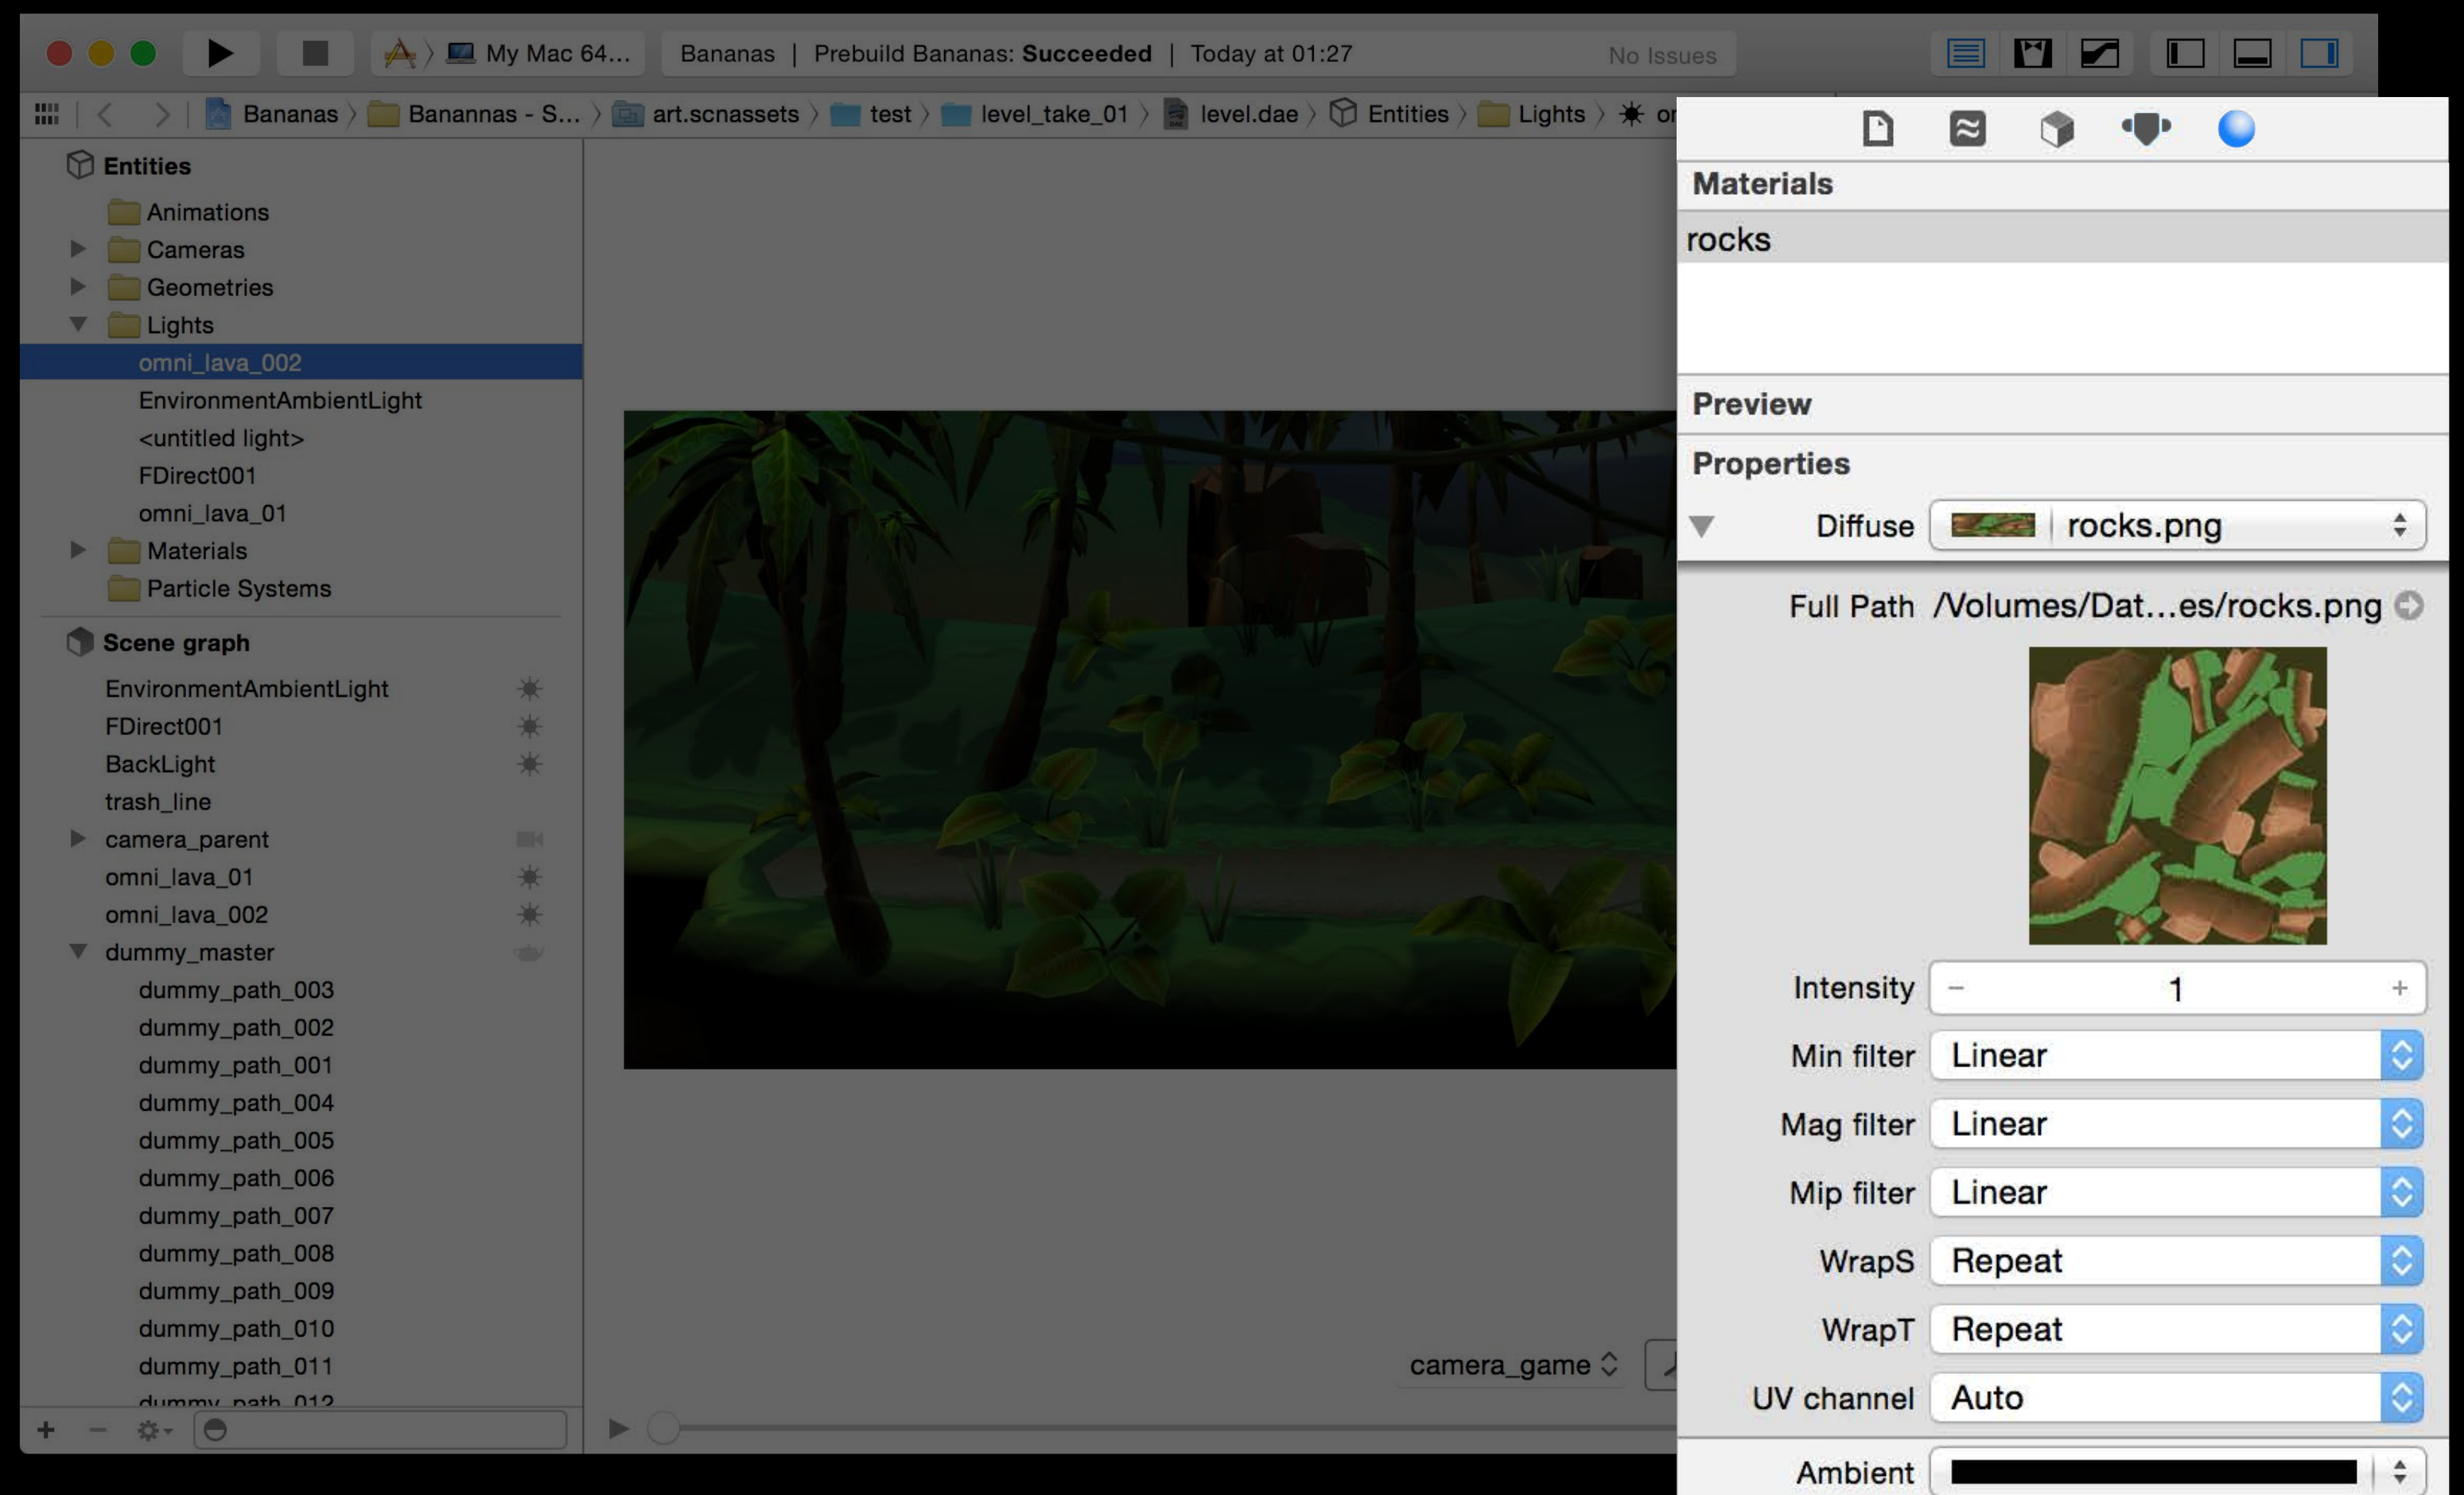 My Mac 64...
Bananas | Prebuild Bananas: Succeeded | Today at 01:27
No Issues
Bananas
Banannas - S...
art.scnassets
test
level_take_01
level.dae
Entities
Lights
Entities
Animations
Cameras
Geometries
Lights
omni_lava_002
EnvironmentAmbientLight
<untitled light>
FDirect001
omni_lava_01
Materials
Particle Systems
Scene graph
EnvironmentAmbientLight
FDirect001
BackLight
trash_line
camera_parent
omni_lava_01
omni_lava_002
dummy_master
dummy_path_003
dummy_path_002
dummy_path_001
dummy_path_004
dummy_path_005
dummy_path_006
dummy_path_007
dummy_path_008
dummy_path_009
dummy_path_010
dummy_path_011
dummy_path_012
camera_game
Materials
rocks
Preview
Properties
Diffuse rocks.png
Full Path /Volumes/Dat...es/rocks.png
Intensity − 1 +
Min filter Linear
Mag filter Linear
Mip filter Linear
WrapS Repeat
WrapT Repeat
UV channel Auto
Ambient